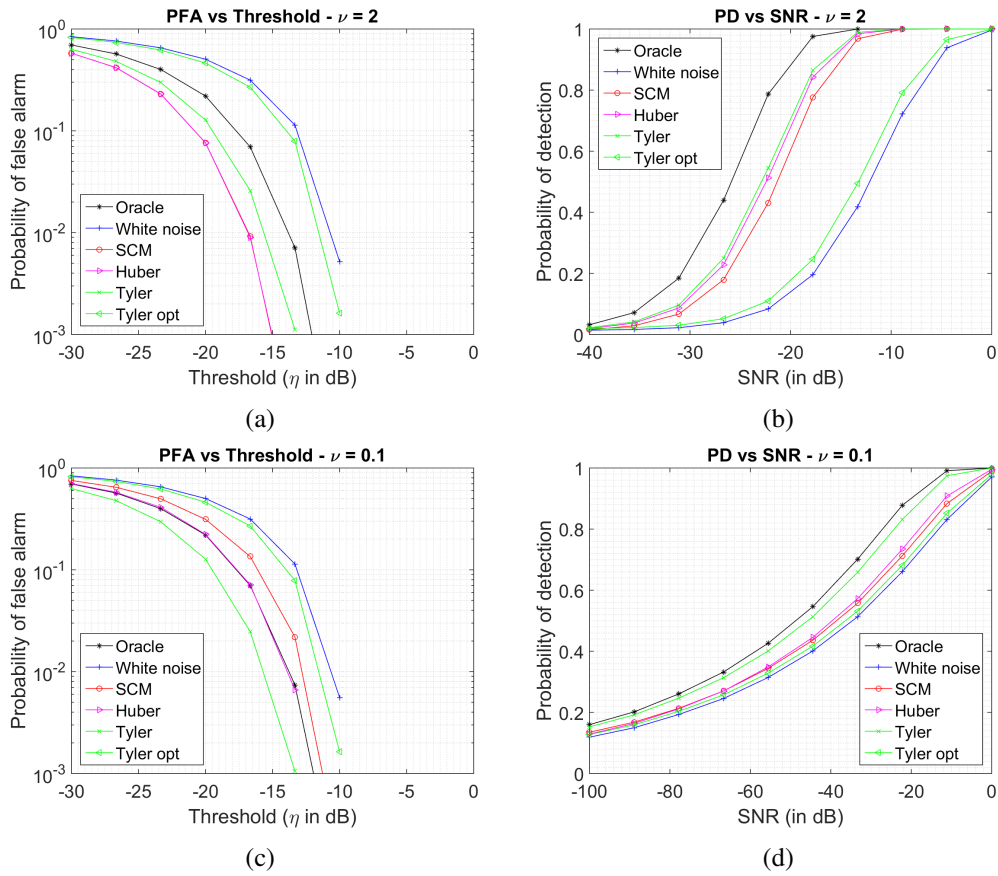 PFA vs Threshold - ν = 2
Probability of false alarm
10^0
10^-1
10^-2
10^-3
Oracle
White noise
SCM
Huber
Tyler
Tyler opt
-30 -25 -20 -15 -10 -5 0
Threshold (η in dB)
(a)
PD vs SNR - ν = 2
Probability of detection
1
0.8
0.6
0.4
0.2
0
Oracle
White noise
SCM
Huber
Tyler
Tyler opt
-40 -30 -20 -10 0
SNR (in dB)
(b)
PFA vs Threshold - ν = 0.1
Probability of false alarm
10^0
10^-1
10^-2
10^-3
Oracle
White noise
SCM
Huber
Tyler
Tyler opt
-30 -25 -20 -15 -10 -5 0
Threshold (η in dB)
(c)
PD vs SNR - ν = 0.1
Probability of detection
1
0.8
0.6
0.4
0.2
0
Oracle
White noise
SCM
Huber
Tyler
Tyler opt
-100 -80 -60 -40 -20 0
SNR (in dB)
(d)